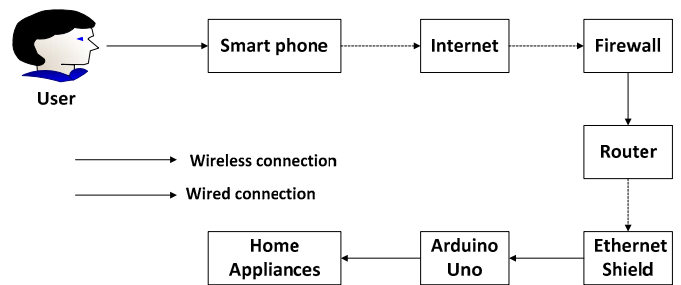 Smart phone
Internet
Firewall
User
Router
Wireless connection
Wired connection
Home
Appliances
Arduino
Uno
Ethernet
Shield